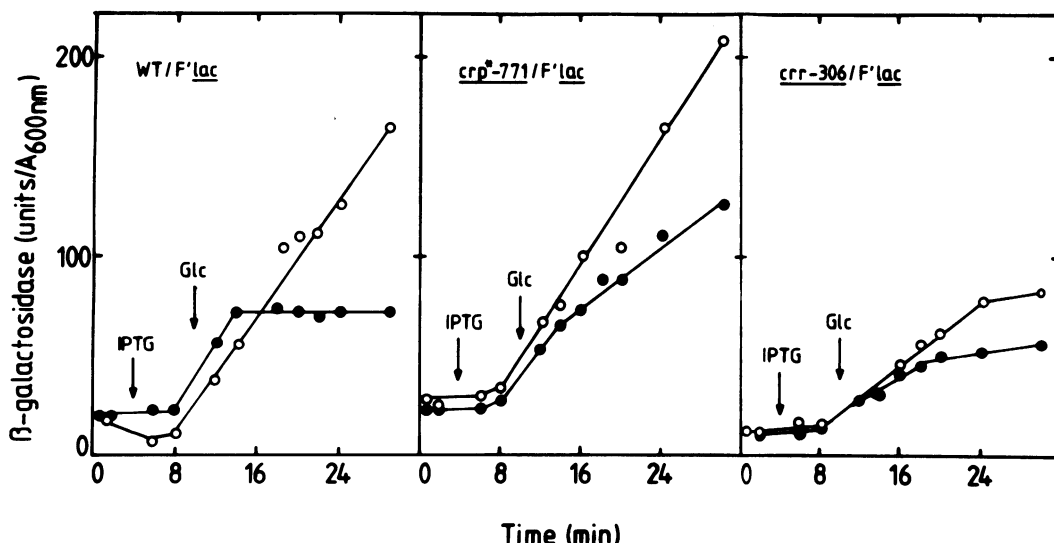 β-galactosidase (units/A600nm)
200
100
0
WT/F'lac
IPTG
Glc
0 8 16 24
crp*-771/F'lac
IPTG
Glc
0 8 16 24
crr-306/F'lac
IPTG
Glc
0 8 16 24
Time (min)